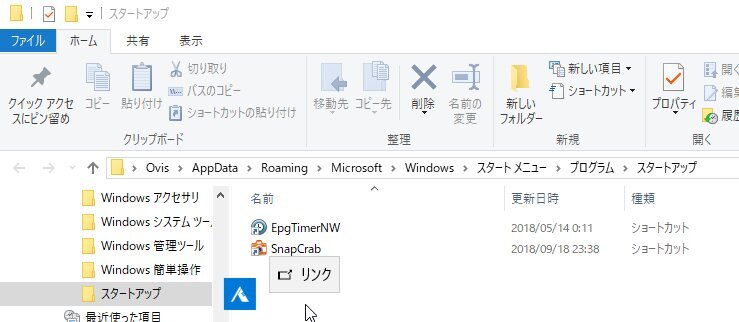 スタートアップ
ファイル ホーム 共有 表示
クイック アクセスにピン留め
コピー
貼り付け
切り取り
パスのコピー
ショートカットの貼り付け
クリップボード
移動先
コピー先
削除
名前の変更
整理
新しいフォルダー
新しい項目
ショートカット
新規
プロパティ
開く
編集
履歴
開く
Ovis > AppData > Roaming > Microsoft > Windows > スタート メニュー > プログラム > スタートアップ
Windows アクセサリ
Windows システム ツー
Windows 管理ツール
Windows 簡単操作
スタートアップ
最近使った項目
名前 更新日時 種類
EpgTimerNW 2018/05/14 0:11 ショートカット
SnapCrab 2018/09/18 23:38 ショートカット
リンク